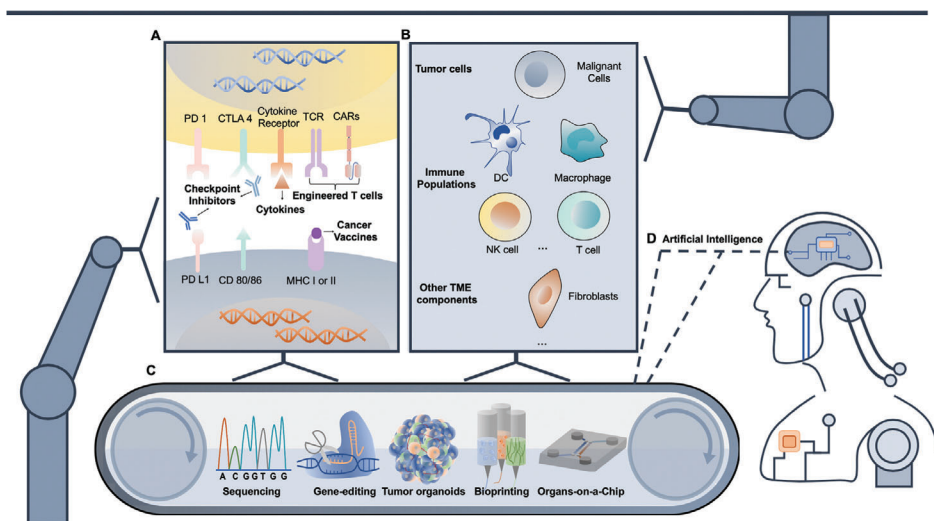 A
PD 1
CTLA 4
Cytokine
Receptor
TCR
CARs
Checkpoint
Inhibitors
Engineered T cells
Cytokines
Cancer
Vaccines
PD L1
CD 80/86
MHC I or II
B
Tumor cells
Malignant
Cells
Immune
Populations
DC
Macrophage
NK cell
...
T cell
Other TME
components
Fibroblasts
...
C
A C G G T G G
Sequencing
Gene-editing
Tumor organoids
Bioprinting
Organs-on-a-Chip
D
Artificial Intelligence